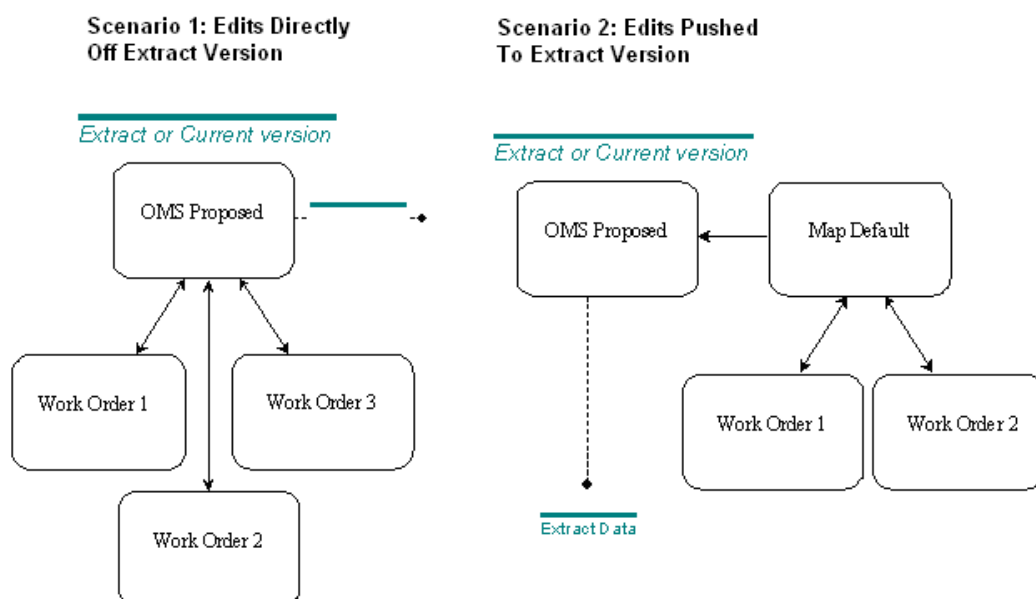 Scenario 1: Edits Directly
Off Extract Version
Extract or Current version
OMS Proposed
Work Order 1
Work Order 3
Work Order 2
Scenario 2: Edits Pushed
To Extract Version
Extract or Current version
OMS Proposed
Map Default
Work Order 1
Work Order 2
Extract Data